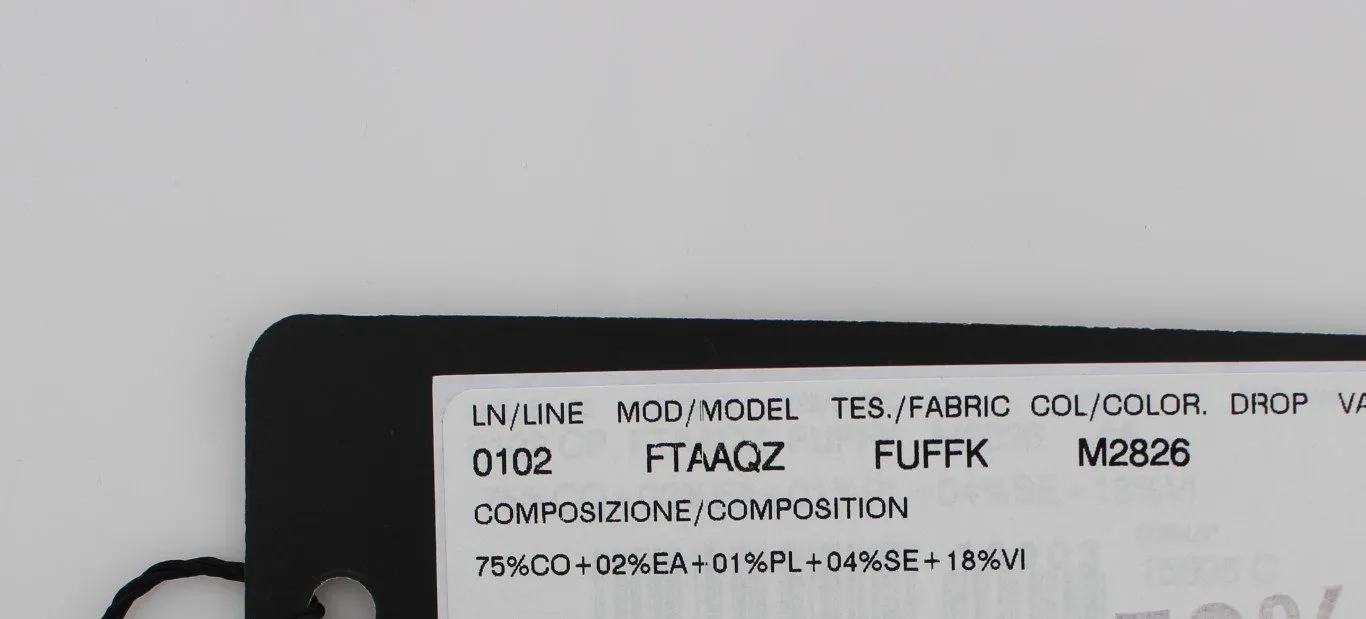 LN/LINE MOD/MODEL TES./FABRIC COL/COLOR. DROP VA
0102 FTAAQZ FUFFK M2826
COMPOSIZIONE/COMPOSITION
75%CO+02%EA+01%PL+04%SE+18%VI